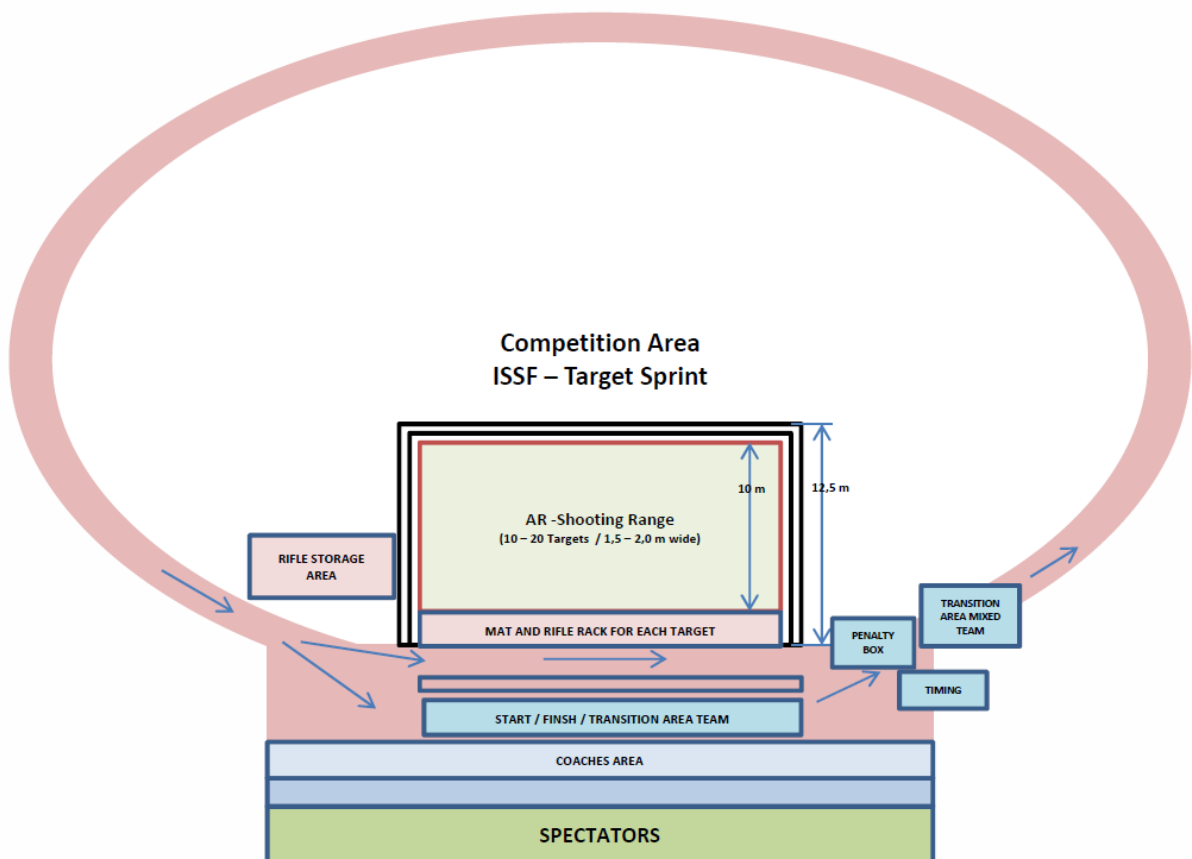 Competition Area
ISSF – Target Sprint
10 m
12,5 m
AR -Shooting Range
(10 – 20 Targets / 1,5 – 2,0 m wide)
RIFLE STORAGE
AREA
MAT AND RIFLE RACK FOR EACH TARGET
PENALTY
BOX
TRANSITION
AREA MIXED
TEAM
TIMING
START / FINSH / TRANSITION AREA TEAM
COACHES AREA
SPECTATORS